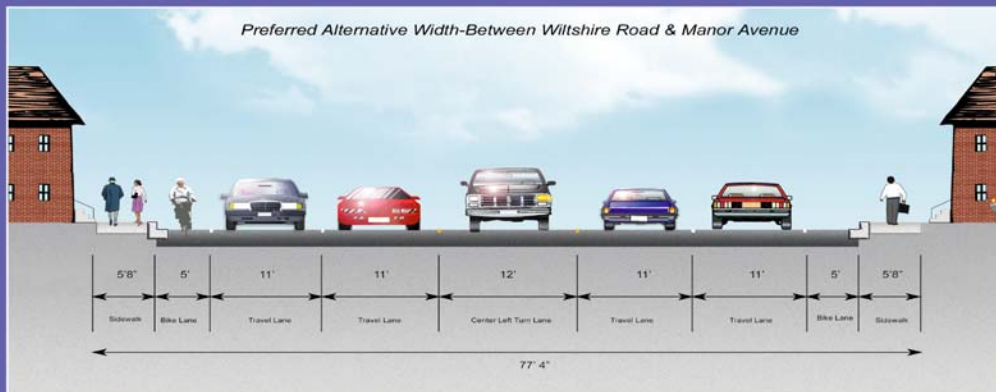 Preferred Alternative Width-Between Wiltshire Road & Manor Avenue
5'8" 5' 11' 11' 12' 11' 11' 5' 5'8"
Sidewalk Bike Lane Travel Lane Travel Lane Center Left Turn Lane Travel Lane Travel Lane Bike Lane Sidewalk
77' 4"